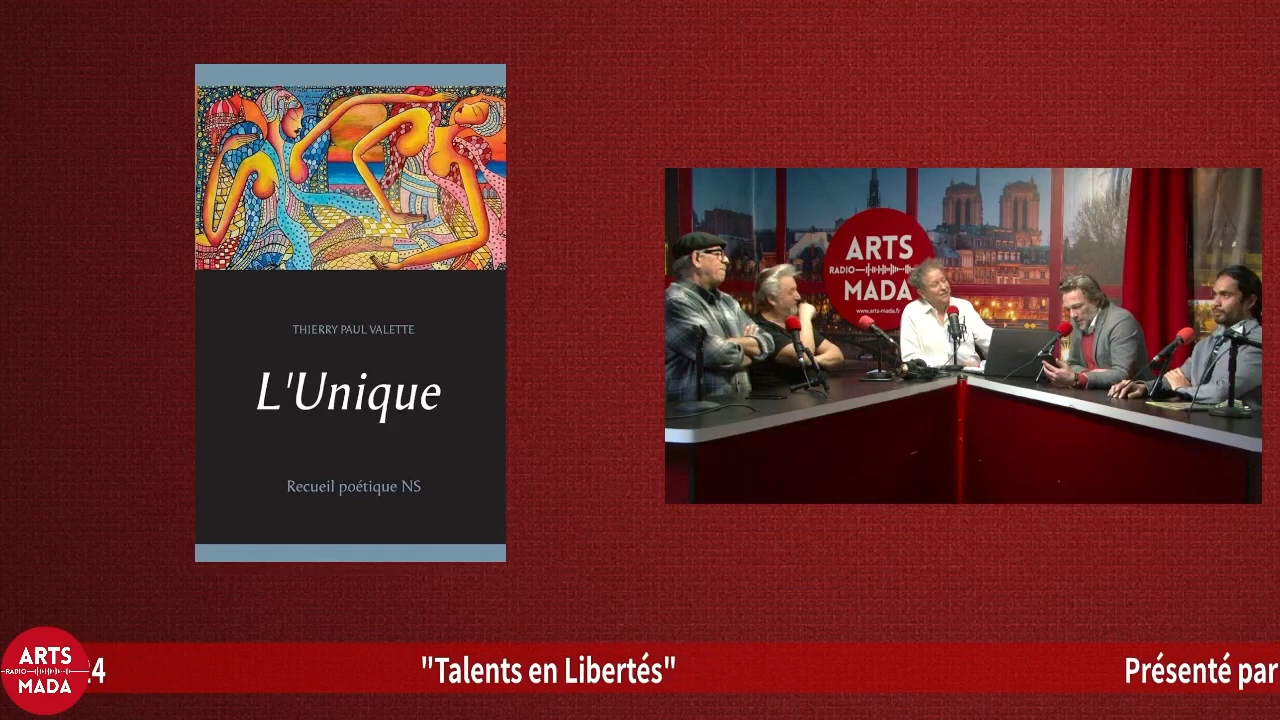 THIERRY PAUL VALETTE
L'Unique
Recueil poétique NS
ARTS
RADIO
MADA
www.arts-mada.fr
ARTS
RADIO
MADA
4
"Talents en Libertés"
Présenté par